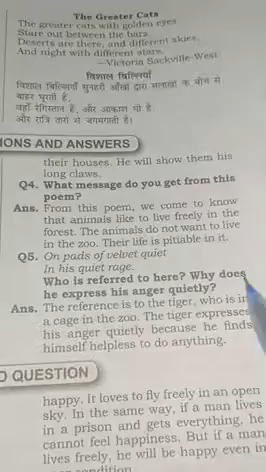 The Greater Cats
The greater cats with golden eyes
Stare out between the bars.
Deserts are there, and different skies,
And night with different stars.
—Victoria Sackville-West
विशाल बिल्लियाँ
विशाल बिल्लियाँ सुनहरी आँखों द्वारा सलाखों के बीच से
बाहर घूरती हैं,
वहाँ रेगिस्तान हैं, और आकाश भी है
और रात्रि तारों से जगमगाती है।
IONS AND ANSWERS
their houses. He will show them his
long claws.
Q4. What message do you get from this
poem?
Ans. From this poem, we come to know
that animals like to live freely in the
forest. The animals do not want to live
in the zoo. Their life is pitiable in it.
Q5. On pads of velvet quiet
In his quiet rage.
Who is referred to here? Why does
he express his anger quietly?
Ans. The reference is to the tiger, who is in
a cage in the zoo. The tiger expresses
his anger quietly because he finds
himself helpless to do anything.
D QUESTION
happy. It loves to fly freely in an open
sky. In the same way, if a man lives
in a prison and gets everything, he
cannot feel happiness. But if a man
lives freely, he will be happy even in
condition